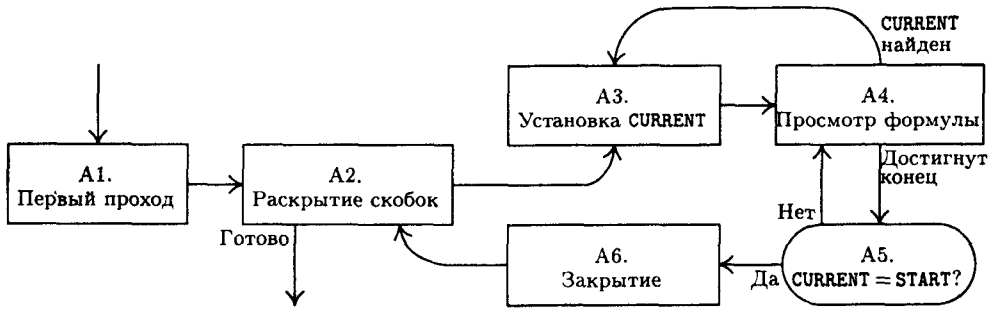 CURRENT
найден
A3.
Установка CURRENT
A4.
Просмотр формулы
A1.
Первый проход
A2.
Раскрытие скобок
Достигнут
конец
Готово
Нет
A6.
Закрытие
Да
A5.
CURRENT = START?